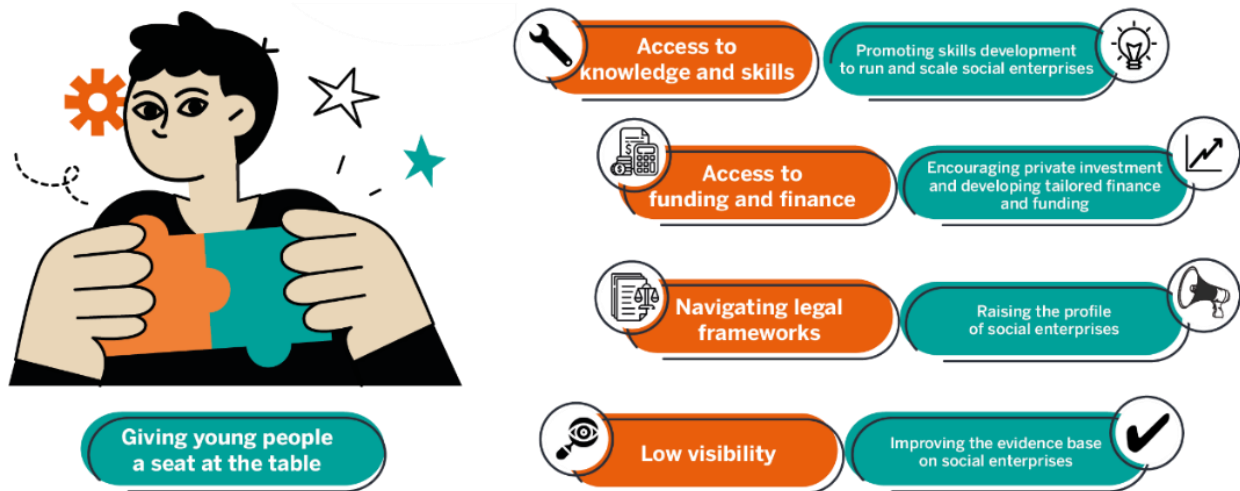 Access to
knowledge and skills
Promoting skills development
to run and scale social enterprises
Access to
funding and finance
Encouraging private investment
and developing tailored finance
and funding
Navigating legal
frameworks
Raising the profile
of social enterprises
Giving young people
a seat at the table
Low visibility
Improving the evidence base
on social enterprises